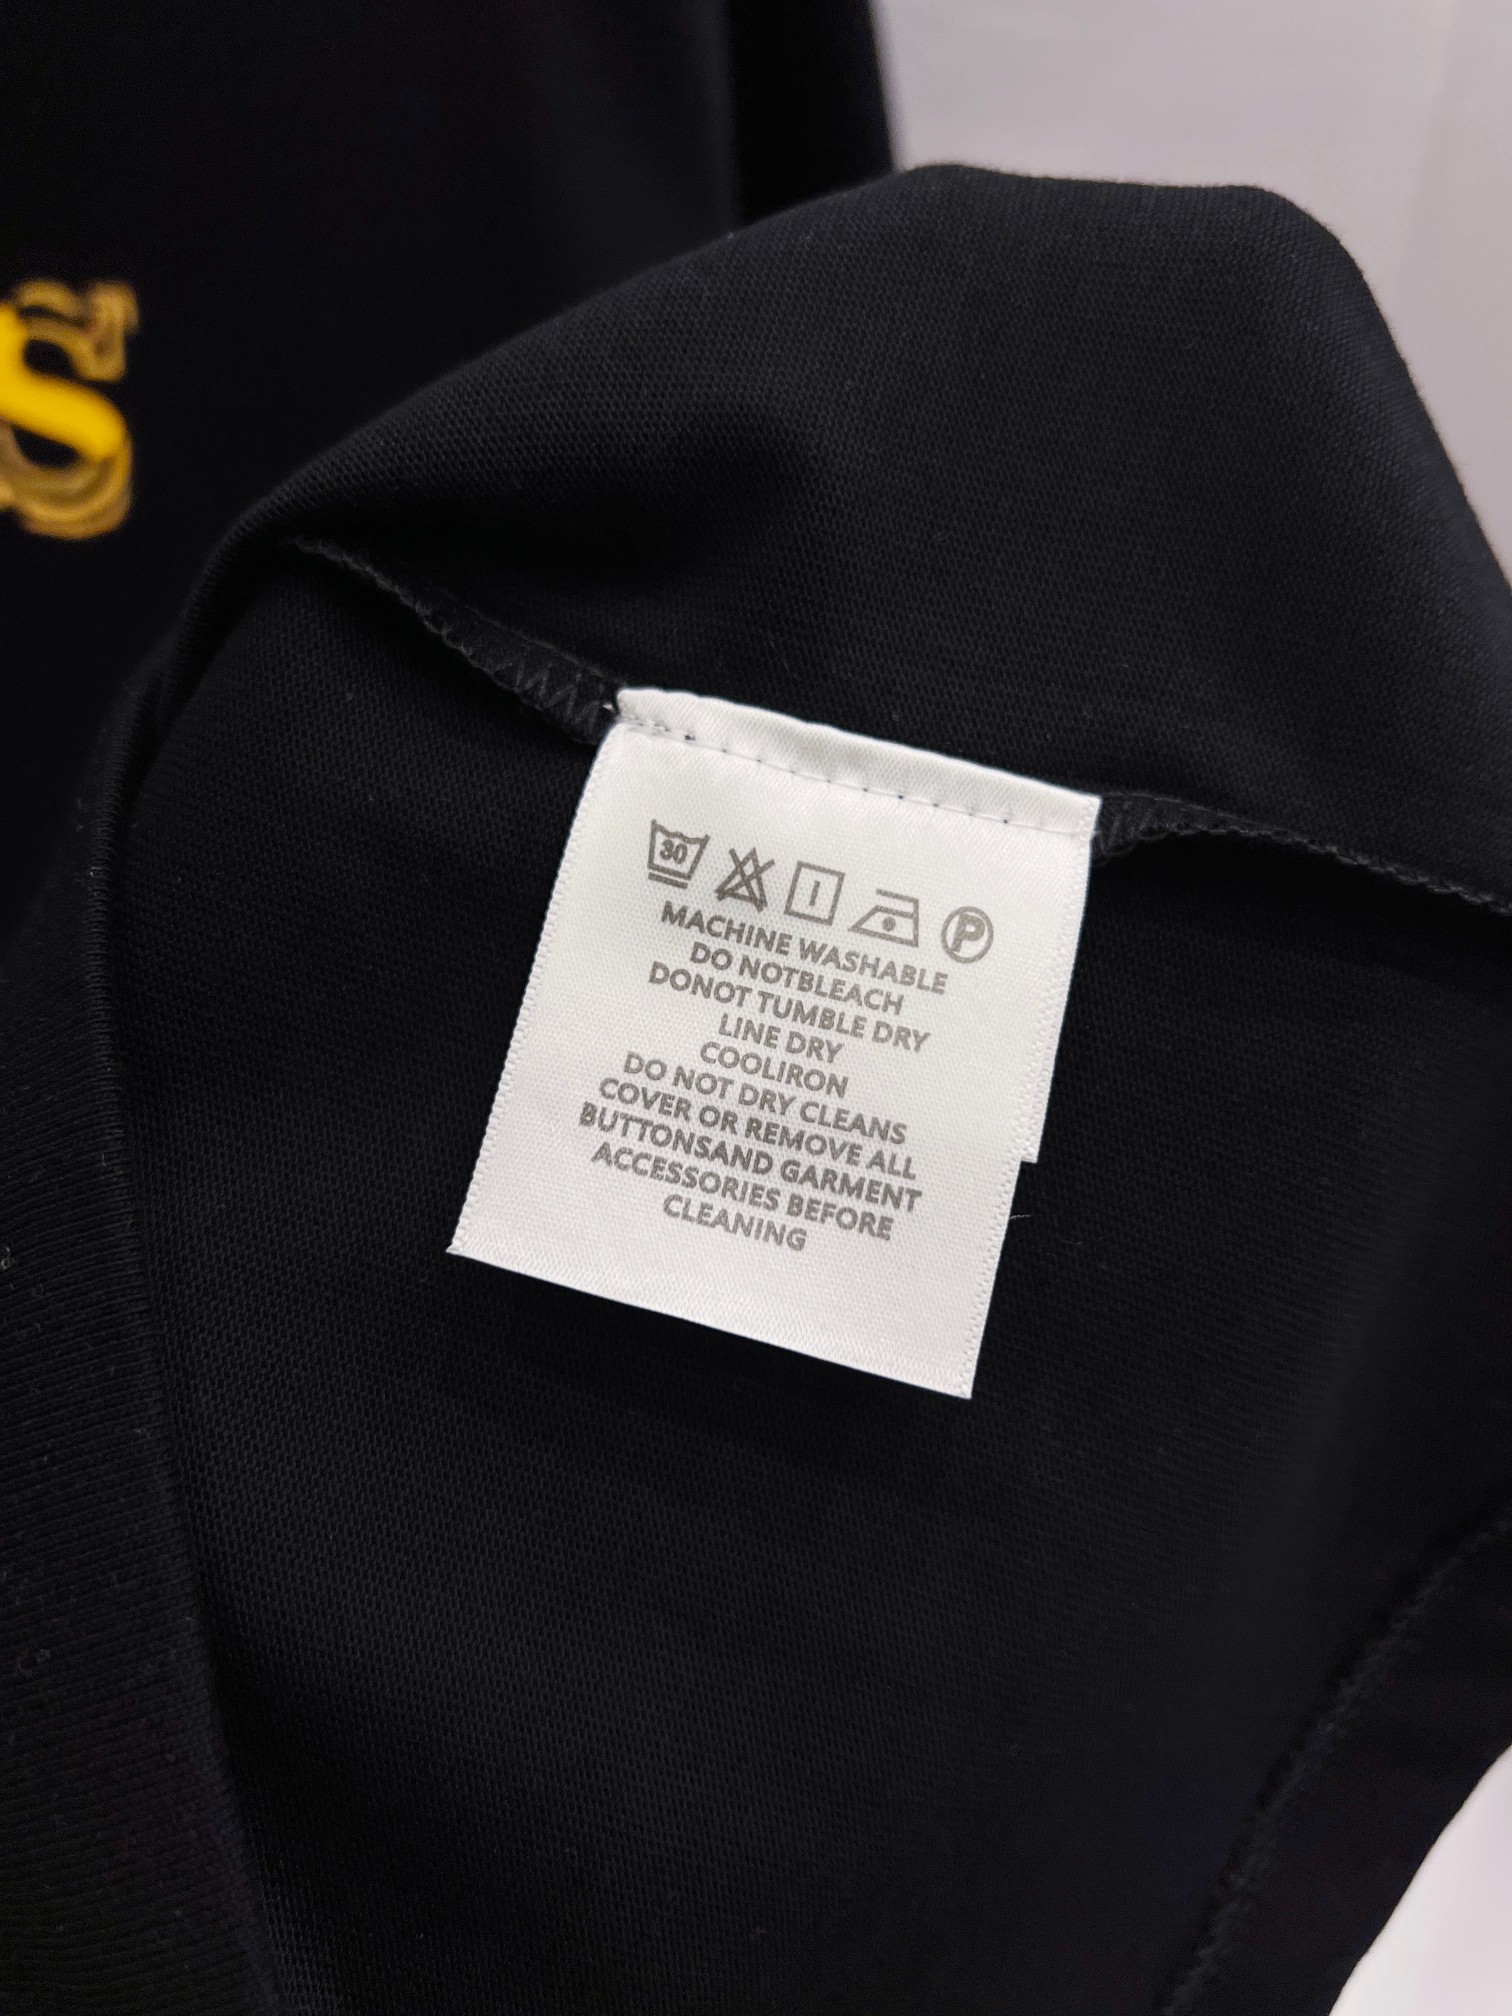 S
30 P
MACHINE WASHABLE
DO NOTBLEACH
DONOT TUMBLE DRY
LINE DRY
COOLIRON
DO NOT DRY CLEANS
COVER OR REMOVE ALL
BUTTONSAND GARMENT
ACCESSORIES BEFORE
CLEANING